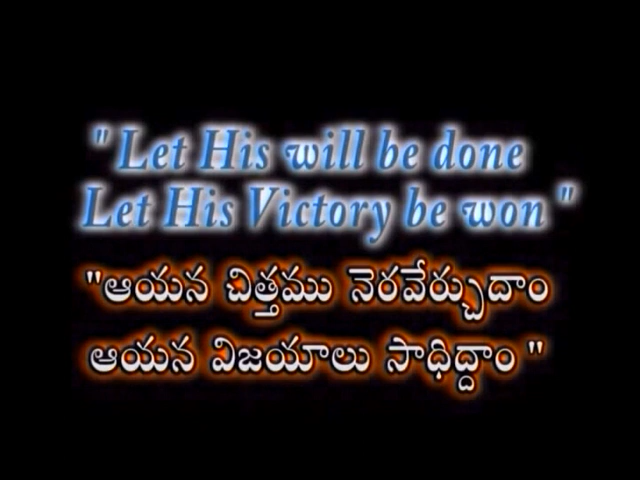 " Let His will be done
Let His Victory be won "
"ఆయన చిత్తము నెరవేర్చుదాం
ఆయన విజయాలు సాధిద్దాం "